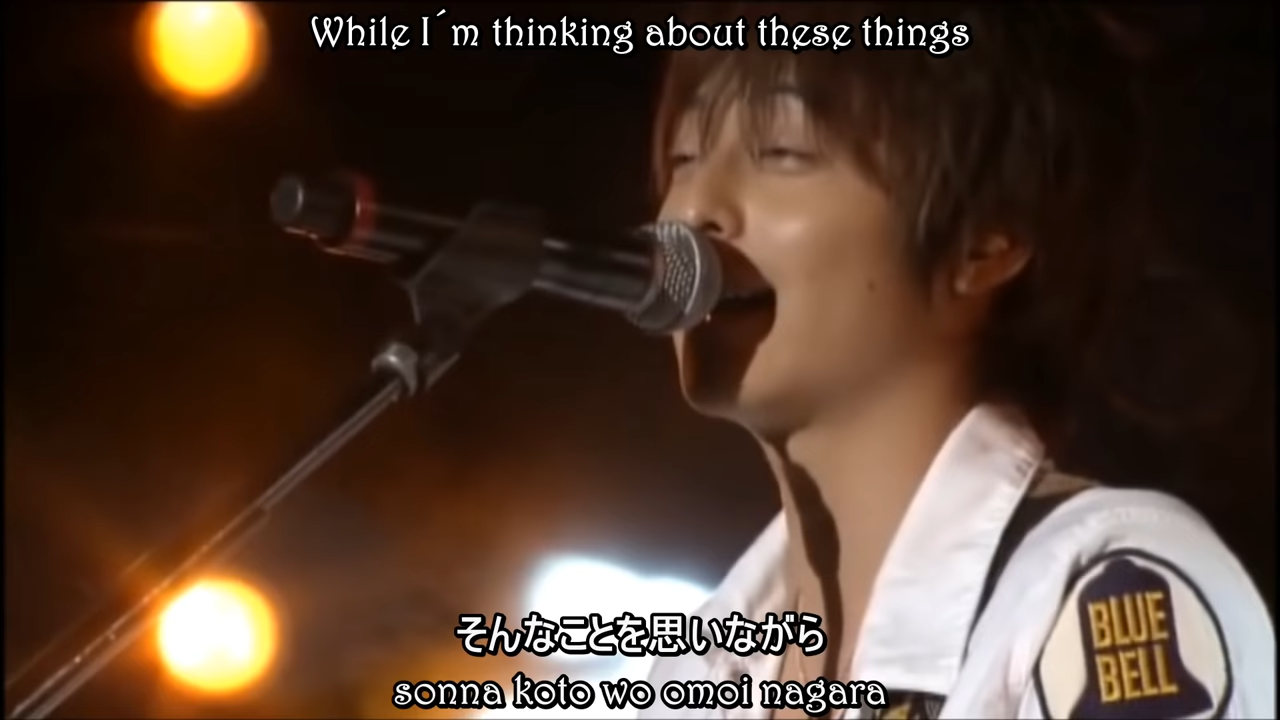 While I´m thinking about these things
BLUE
BELL
そんなことを思いながら
sonna koto wo omoi nagara